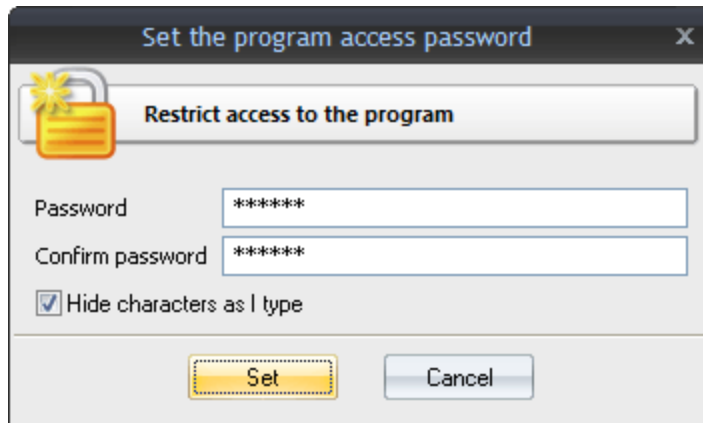 Set the program access password x
Restrict access to the program
Password ******
Confirm password ******
Hide characters as I type
Set Cancel